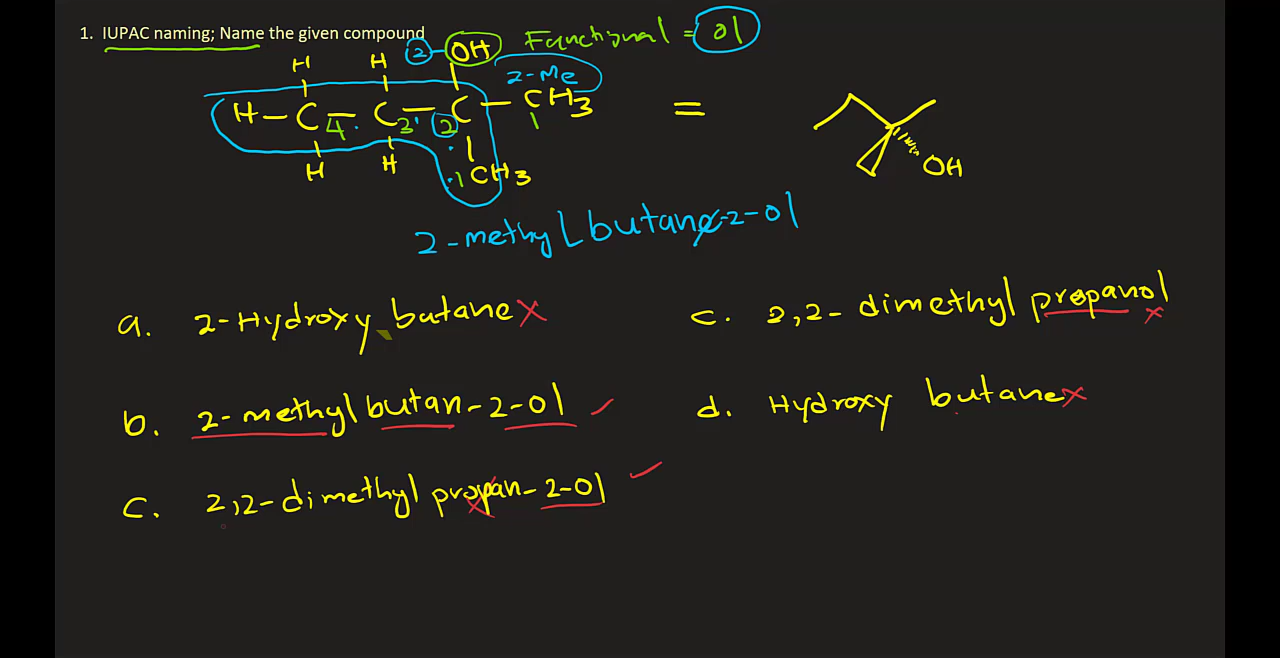 1. IUPAC naming; Name the given compound
Functional = ol
H H 2 OH 2-Me
H-C-C-C-CH3 =
4 3 2 1
H H 1 CH3 OH
2-methyl butane-2-ol
a. 2-Hydroxy butane x
c. 2,2-dimethyl propanol x
b. 2-methyl butan-2-ol ✓
d. Hydroxy butane x
c. 2,2-dimethyl propan-2-ol ✓